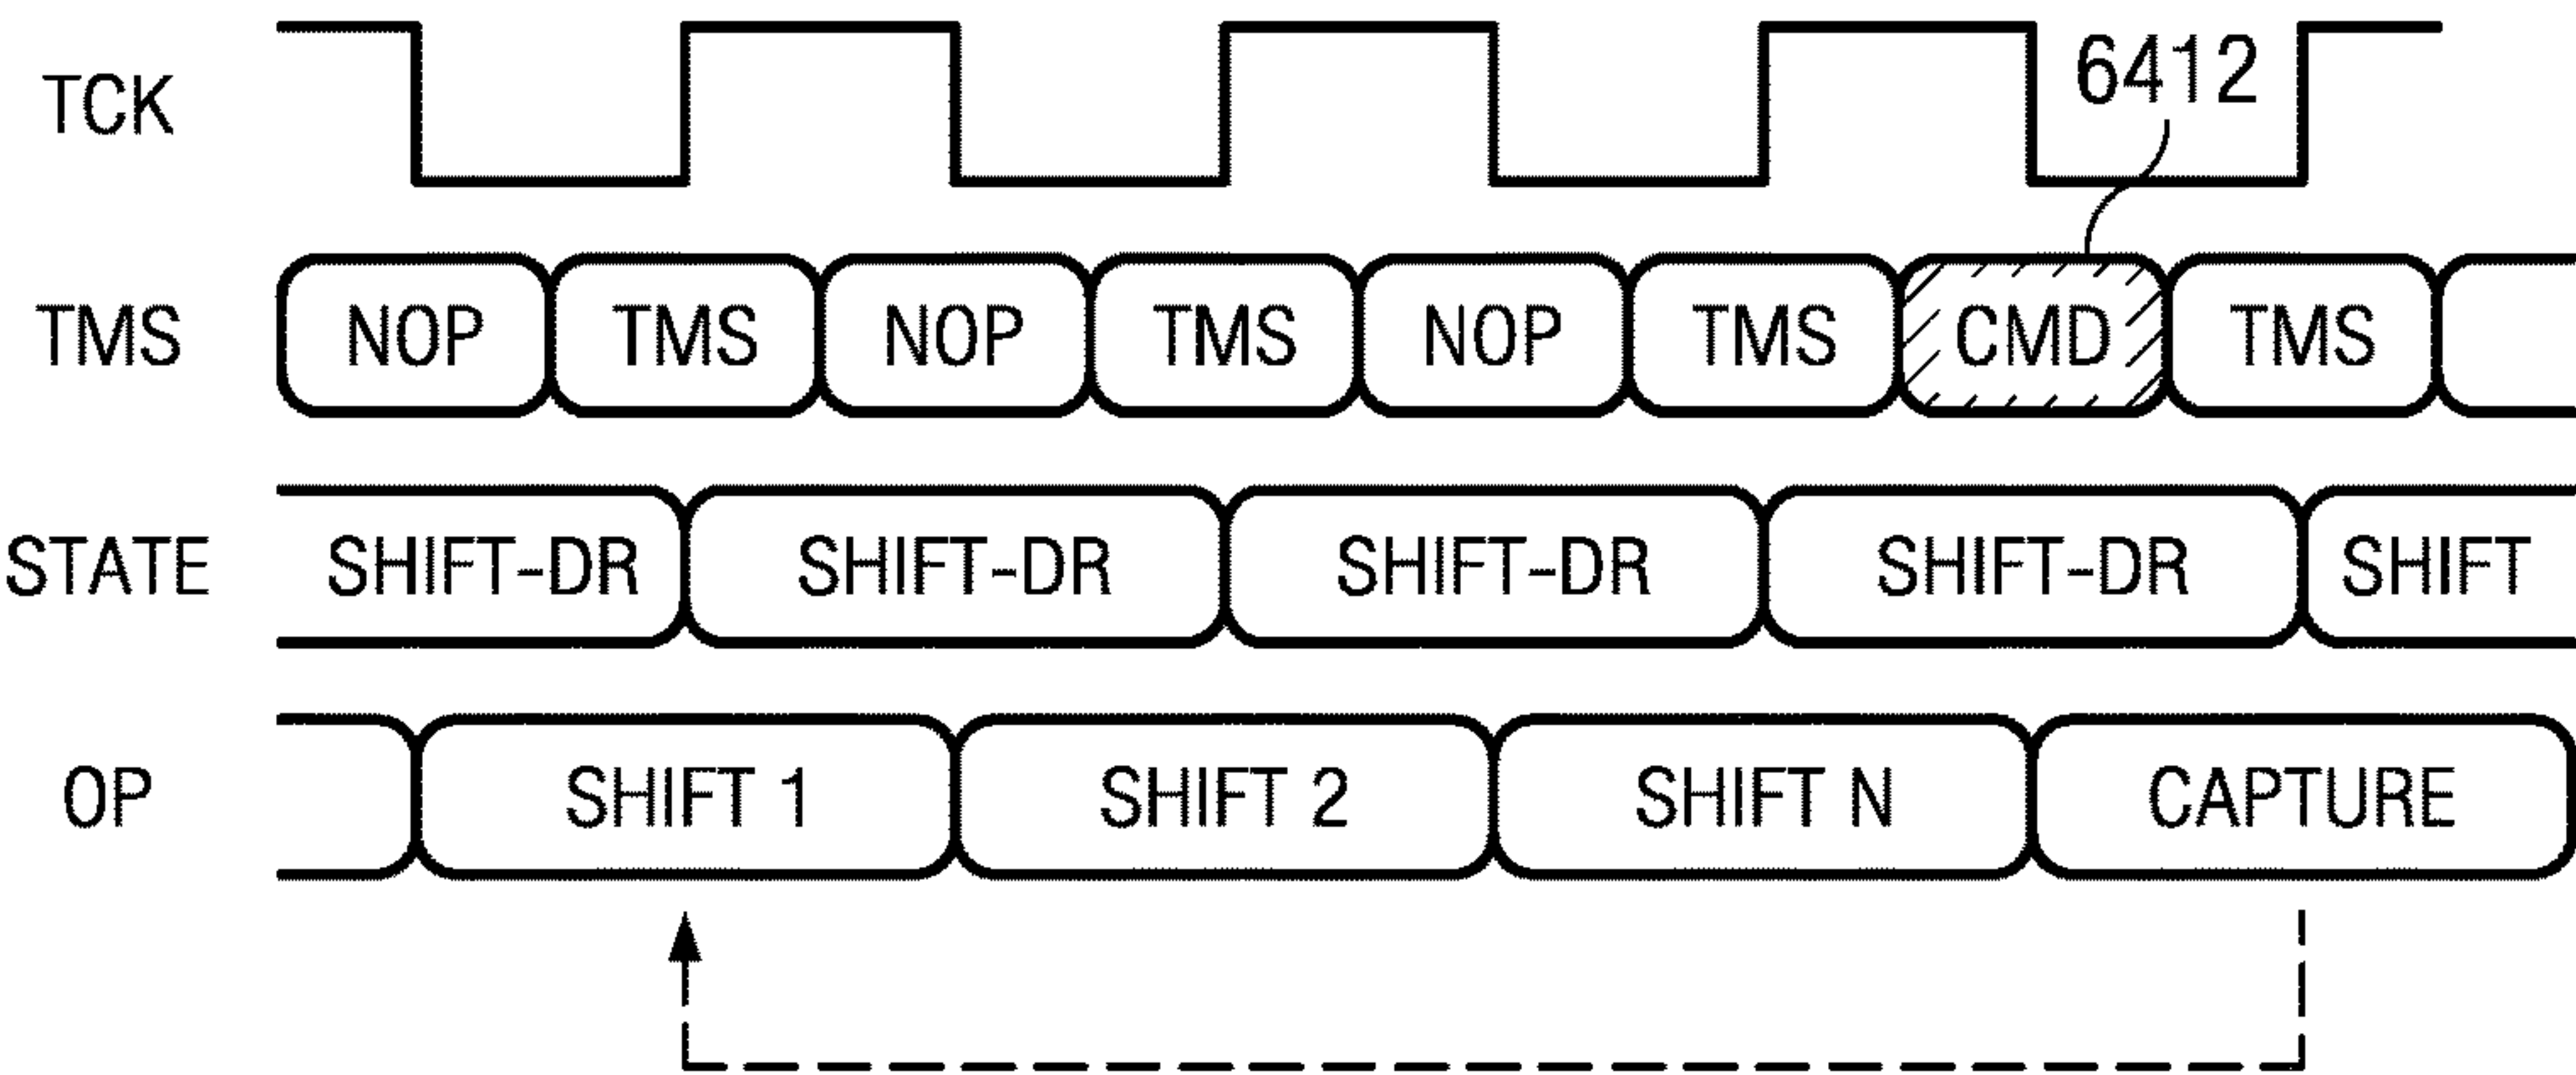 TCK 6412
TMS NOP TMS NOP TMS NOP TMS CMD TMS
STATE SHIFT-DR SHIFT-DR SHIFT-DR SHIFT-DR SHIFT
OP SHIFT 1 SHIFT 2 SHIFT N CAPTURE